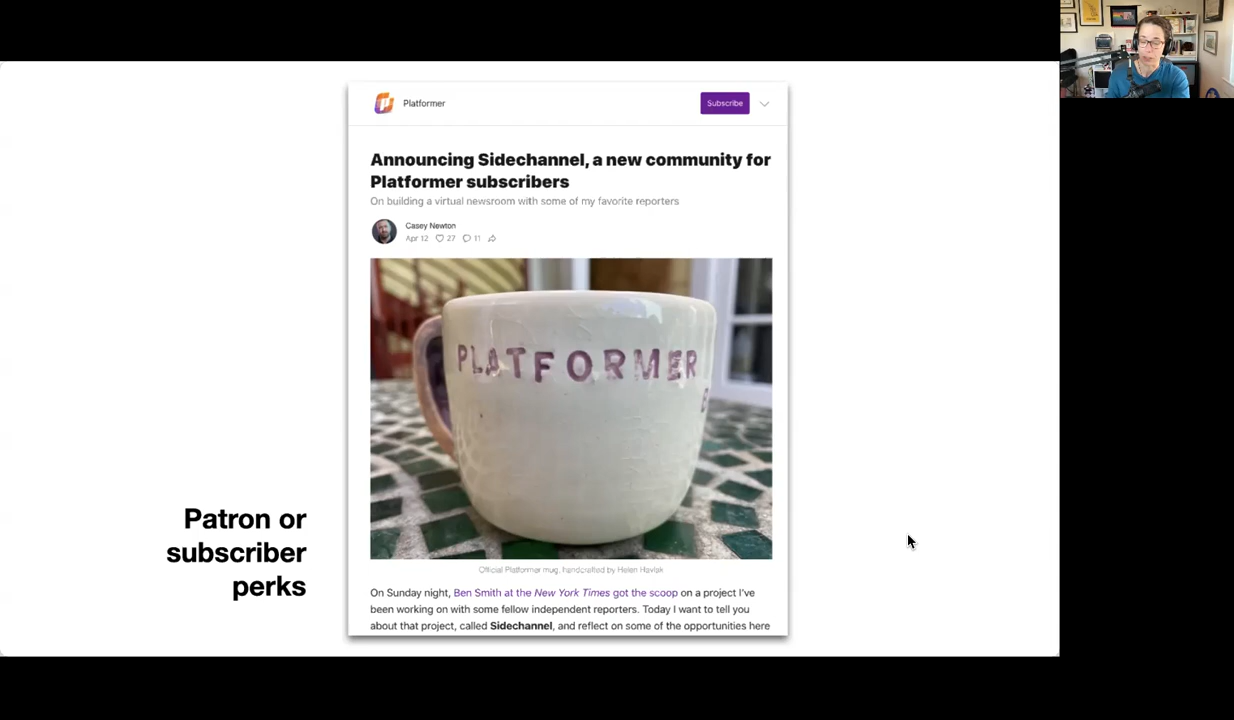 Platformer
Subscribe
Announcing Sidechannel, a new community for
Platformer subscribers
On building a virtual newsroom with some of my favorite reporters
Casey Newton
Apr 12 27 11
PLATFORMER
Official Platformer mug, handcrafted by Helen Havlak
On Sunday night, Ben Smith at the New York Times got the scoop on a project I've
been working on with some fellow independent reporters. Today I want to tell you
about that project, called Sidechannel, and reflect on some of the opportunities here
Patron or
subscriber
perks